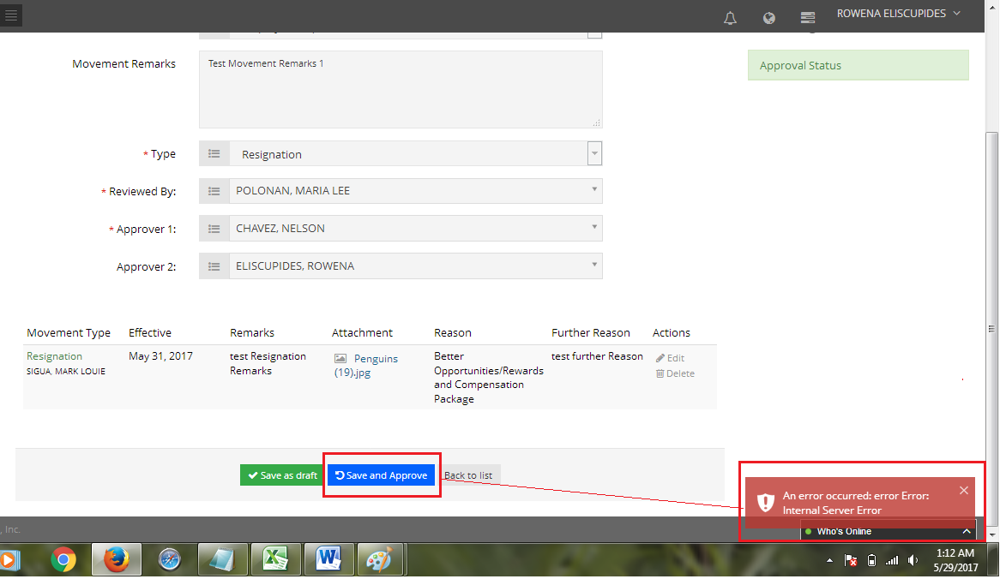 ROWENA ELISCUPIDES
Movement Remarks
Test Movement Remarks 1
Approval Status
* Type
Resignation
* Reviewed By:
POLONAN, MARIA LEE
* Approver 1:
CHAVEZ, NELSON
Approver 2:
ELISCUPIDES, ROWENA
Movement Type Effective Remarks Attachment Reason Further Reason Actions
Resignation May 31, 2017 test Resignation Penguins Better test further Reason Edit
SIGUA, MARK LOUIE Remarks (19).jpg Opportunities/Rewards Delete
and Compensation
Package
Save as draft Save and Approve Back to list
An error occurred: error Error:
Internal Server Error
Who's Online
, Inc.
1:12 AM
5/29/2017